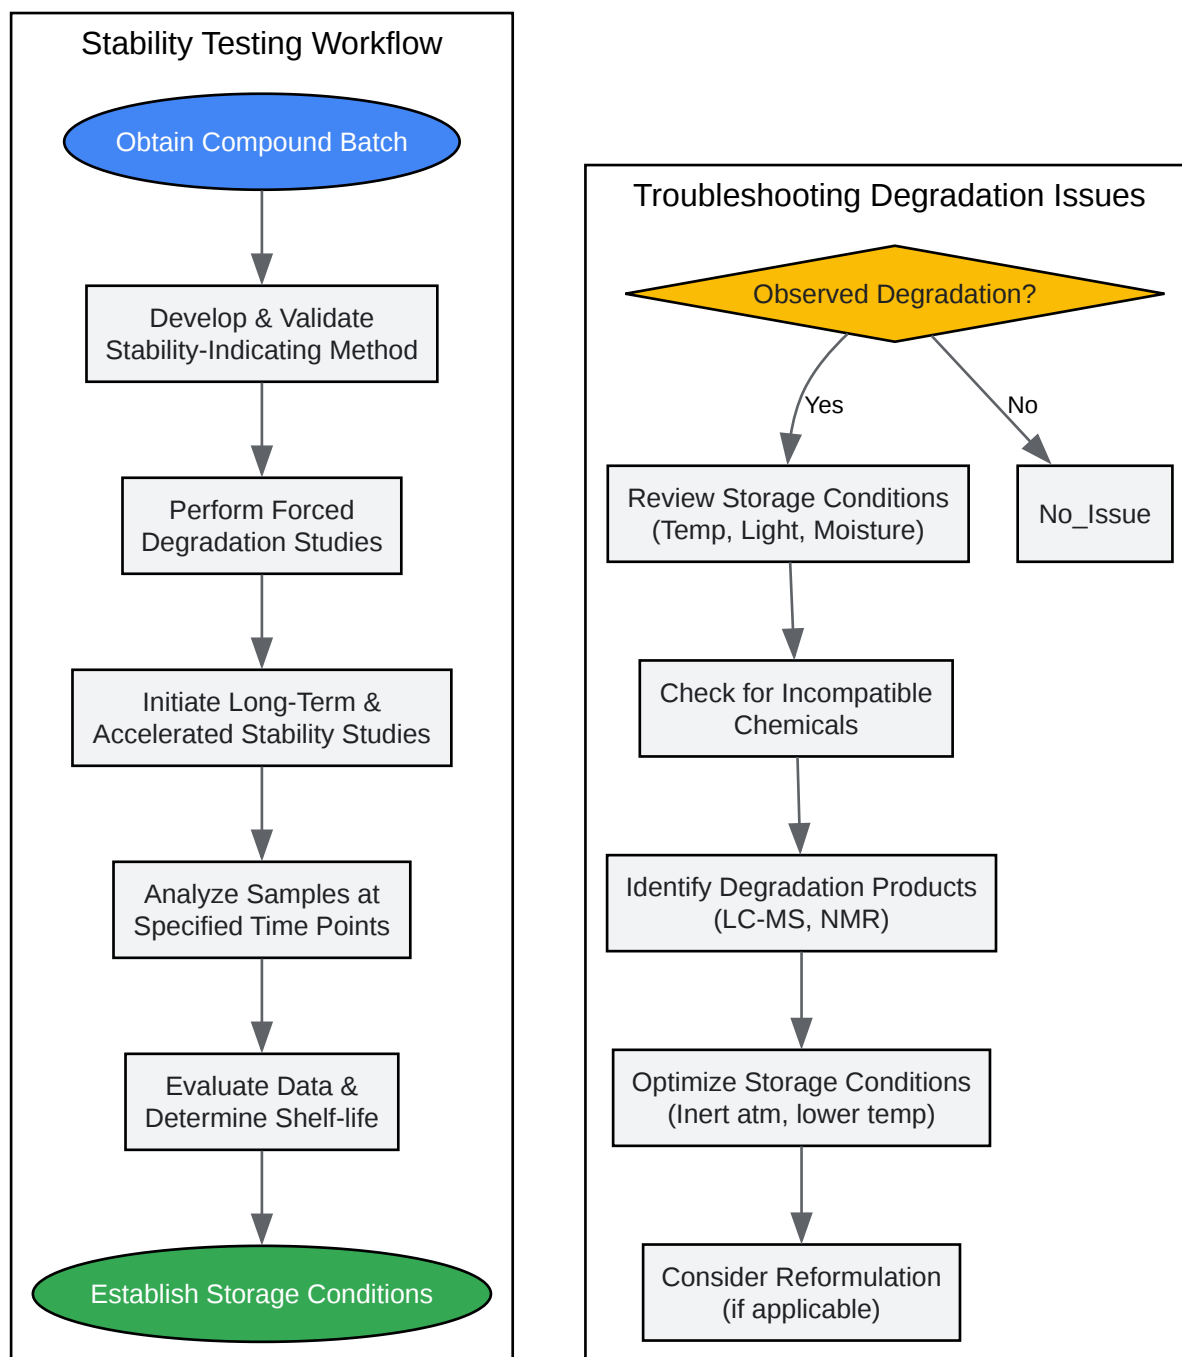 Stability Testing Workflow
Obtain Compound Batch
Develop & Validate
Stability-Indicating Method
Perform Forced
Degradation Studies
Initiate Long-Term &
Accelerated Stability Studies
Analyze Samples at
Specified Time Points
Evaluate Data &
Determine Shelf-life
Establish Storage Conditions
Troubleshooting Degradation Issues
Observed Degradation?
Yes
No
Review Storage Conditions
(Temp, Light, Moisture)
No_Issue
Check for Incompatible
Chemicals
Identify Degradation Products
(LC-MS, NMR)
Optimize Storage Conditions
(Inert atm, lower temp)
Consider Reformulation
(if applicable)